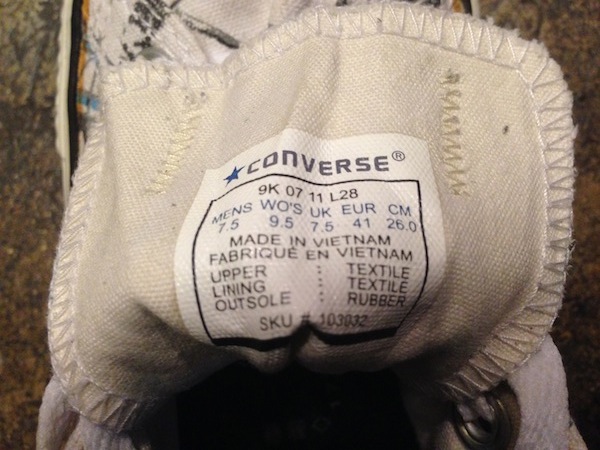 CONVERSE®
9K 07 11 L28
MENS WO'S UK EUR CM
7.5 9.5 7.5 41 26.0
MADE IN VIETNAM
FABRIQUÉ EN VIETNAM
UPPER : TEXTILE
LINING : TEXTILE
OUTSOLE : RUBBER
SKU # 103032